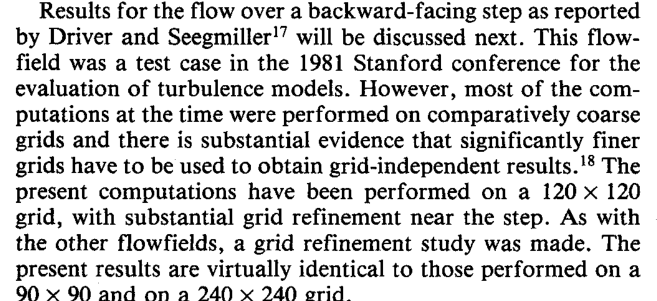 Results for the flow over a backward-facing step as reported
by Driver and Seegmiller17 will be discussed next. This flow-
field was a test case in the 1981 Stanford conference for the
evaluation of turbulence models. However, most of the com-
putations at the time were performed on comparatively coarse
grids and there is substantial evidence that significantly finer
grids have to be used to obtain grid-independent results.18 The
present computations have been performed on a 120 × 120
grid, with substantial grid refinement near the step. As with
the other flowfields, a grid refinement study was made. The
present results are virtually identical to those performed on a
90 × 90 and on a 240 × 240 grid.